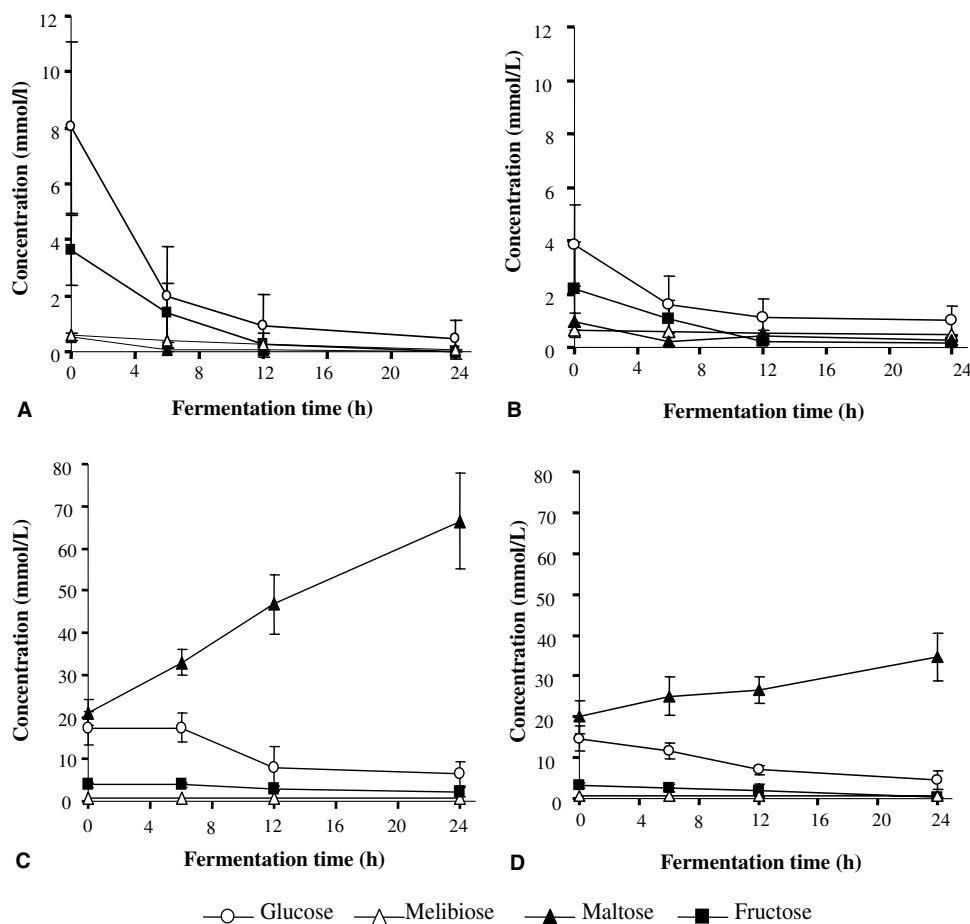 12
10
8
6
4
2
0
Concentration (mmol/l)
0 4 8 12 16 20 24
A Fermentation time (h)
12
10
8
6
4
2
0
Concentration (mmol/L)
0 4 8 12 16 20 24
B Fermentation time (h)
80
70
60
50
40
30
20
10
0
Concentration (mmol/L)
0 4 8 12 16 20 24
C Fermentation time (h)
80
70
60
50
40
30
20
10
0
Concentration (mmol/L)
0 4 8 12 16 20 24
D Fermentation time (h)
Glucose Melibiose Maltose Fructose